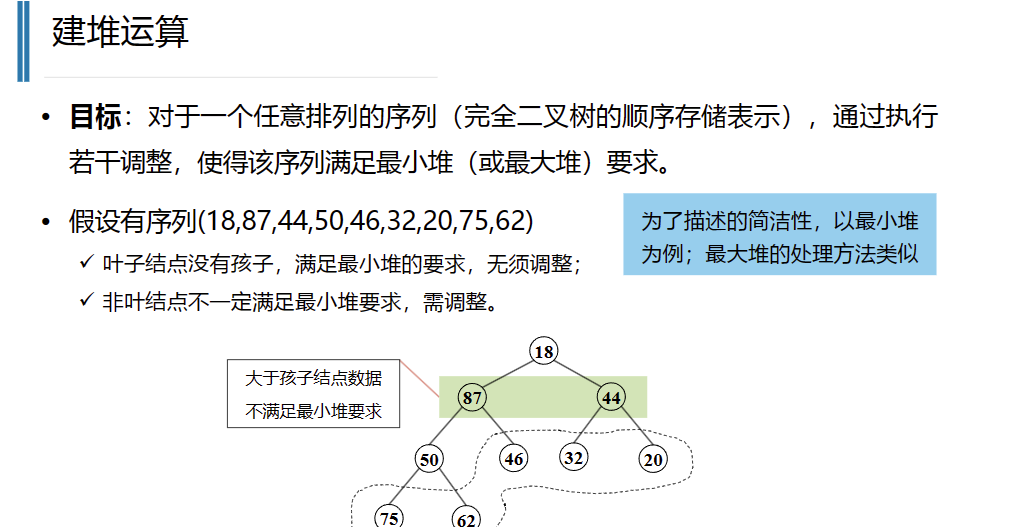 建堆运算
• 目标：对于一个任意排列的序列（完全二叉树的顺序存储表示），通过执行
若干调整，使得该序列满足最小堆（或最大堆）要求。
• 假设有序列(18,87,44,50,46,32,20,75,62)
为了描述的简洁性，以最小堆
为例；最大堆的处理方法类似
✓ 叶子结点没有孩子，满足最小堆的要求，无须调整；
✓ 非叶结点不一定满足最小堆要求，需调整。
18
大于孩子结点数据
不满足最小堆要求
87 44
50 46 32 20
75 62